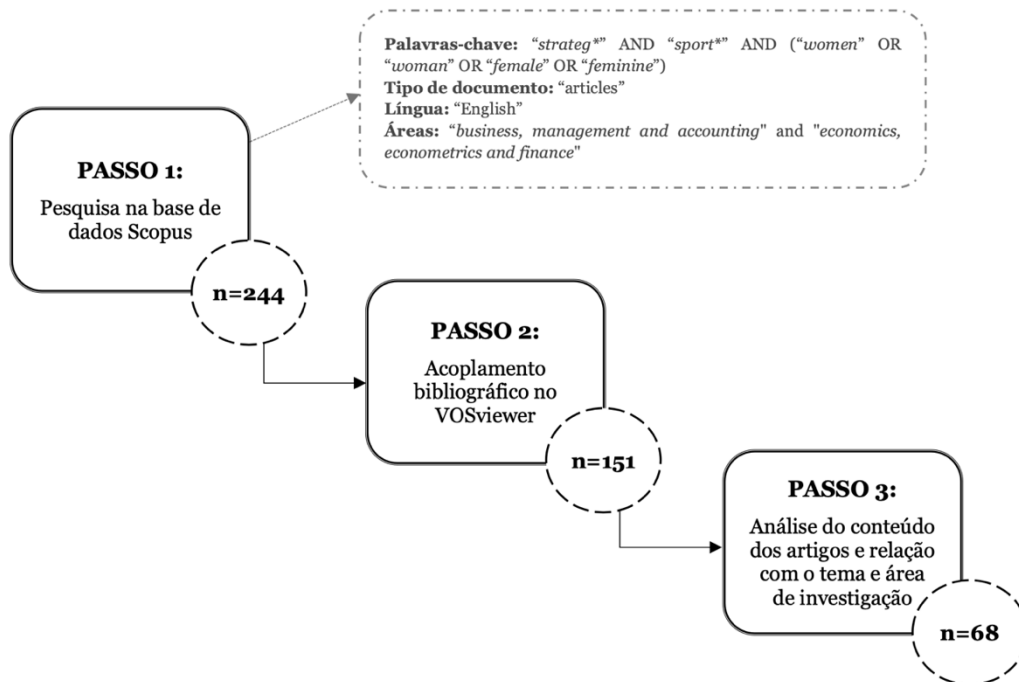 Palavras-chave: “strateg*” AND “sport*” AND (“women” OR
“woman” OR “female” OR “feminine”)
Tipo de documento: “articles”
Língua: “English”
Áreas: “business, management and accounting" and "economics,
econometrics and finance"
PASSO 1:
Pesquisa na base de
dados Scopus
n=244
PASSO 2:
Acoplamento
bibliográfico no
VOSviewer
n=151
PASSO 3:
Análise do conteúdo
dos artigos e relação
com o tema e área
de investigação
n=68